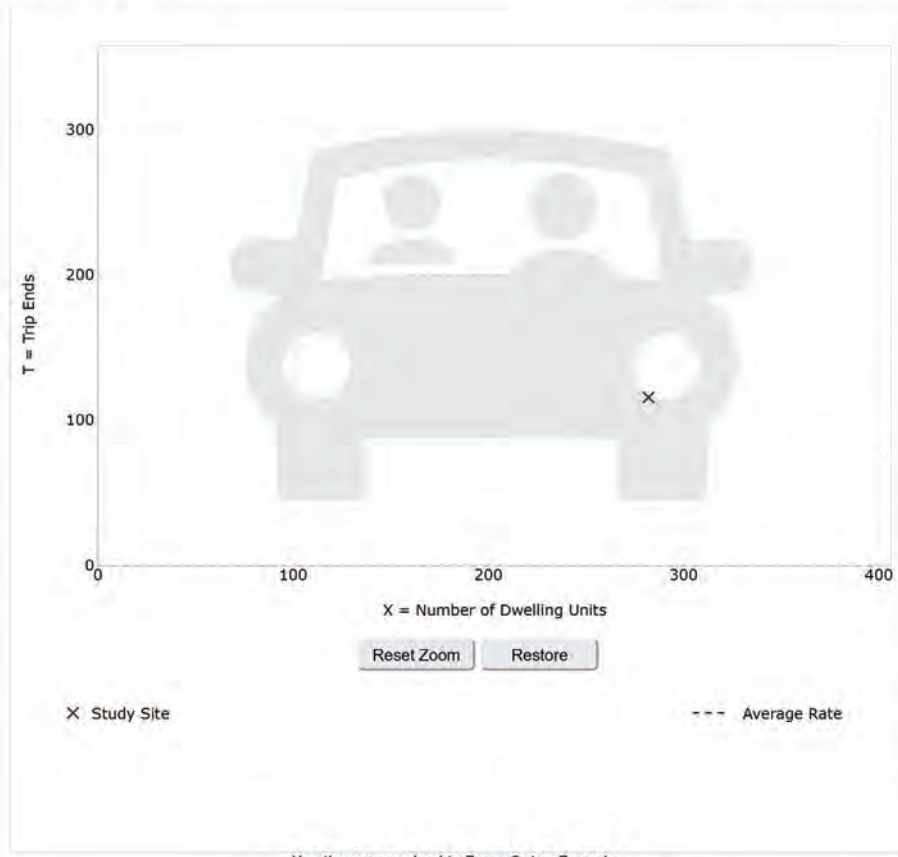 300
200
100
0
T = Trip Ends
0
100
200
300
400
X = Number of Dwelling Units
Reset Zoom
Restore
× Study Site
--- Average Rate